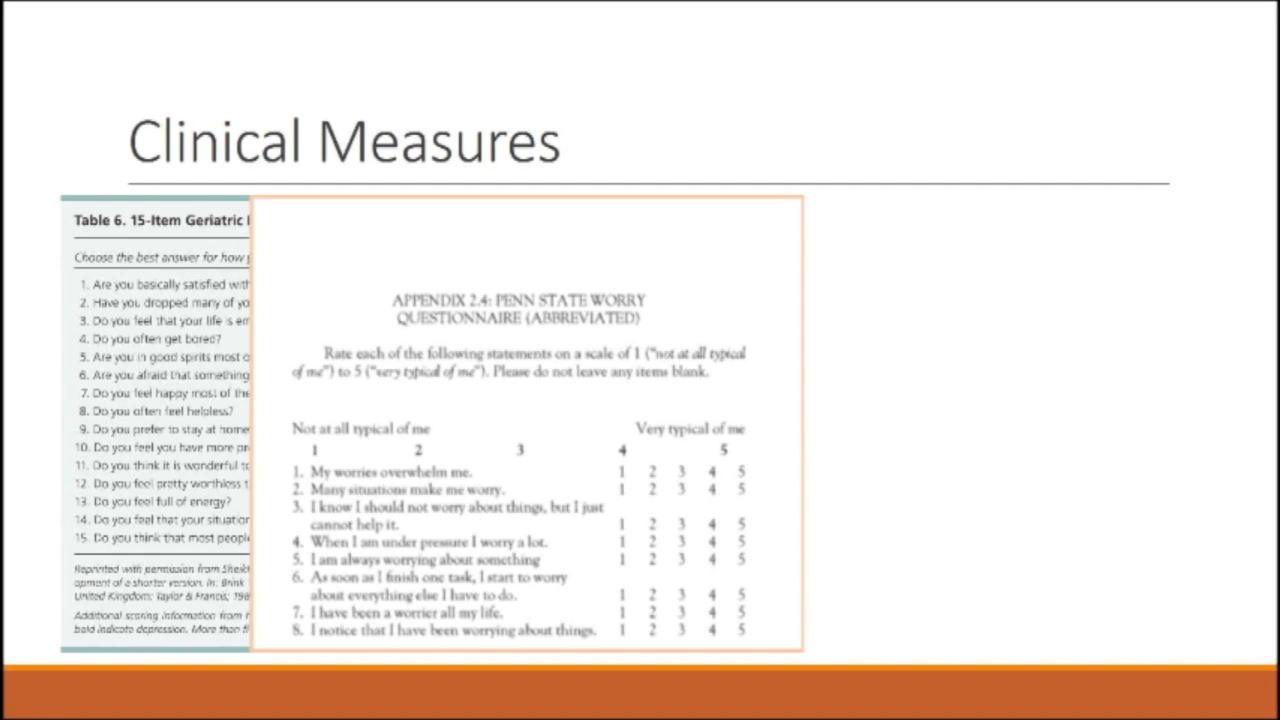 Clinical Measures
Table 6. 15-Item Geriatric
Choose the best answer for how
1. Are you basically satisfied with
2. Have you dropped many of yo
3. Do you feel that your life is em
4. Do you often get bored?
5. Are you in good spirits most o
6. Are you afraid that something
7. Do you feel happy most of the
8. Do you often feel helpless?
9. Do you prefer to stay at home
10. Do you feel you have more pr
11. Do you think it is wonderful to
12. Do you feel pretty worthless t
13. Do you feel full of energy?
14. Do you feel that your situation
15. Do you think that most people
Reprinted with permission from Sheikh
opment of a shorter version. In: Brink
United Kingdom: Taylor & Francis; 198
Additional scoring information from r
bold indicate depression. More than fi
APPENDIX 2.4: PENN STATE WORRY
QUESTIONNAIRE (ABBREVIATED)
Rate each of the following statements on a scale of 1 ("not at all typical
of me") to 5 ("very typical of me"). Please do not leave any items blank.
Not at all typical of me Very typical of me
1 2 3 4 5
1. My worries overwhelm me. 1 2 3 4 5
2. Many situations make me worry. 1 2 3 4 5
3. I know I should not worry about things, but I just
cannot help it. 1 2 3 4 5
4. When I am under pressure I worry a lot. 1 2 3 4 5
5. I am always worrying about something 1 2 3 4 5
6. As soon as I finish one task, I start to worry
about everything else I have to do. 1 2 3 4 5
7. I have been a worrier all my life. 1 2 3 4 5
8. I notice that I have been worrying about things. 1 2 3 4 5